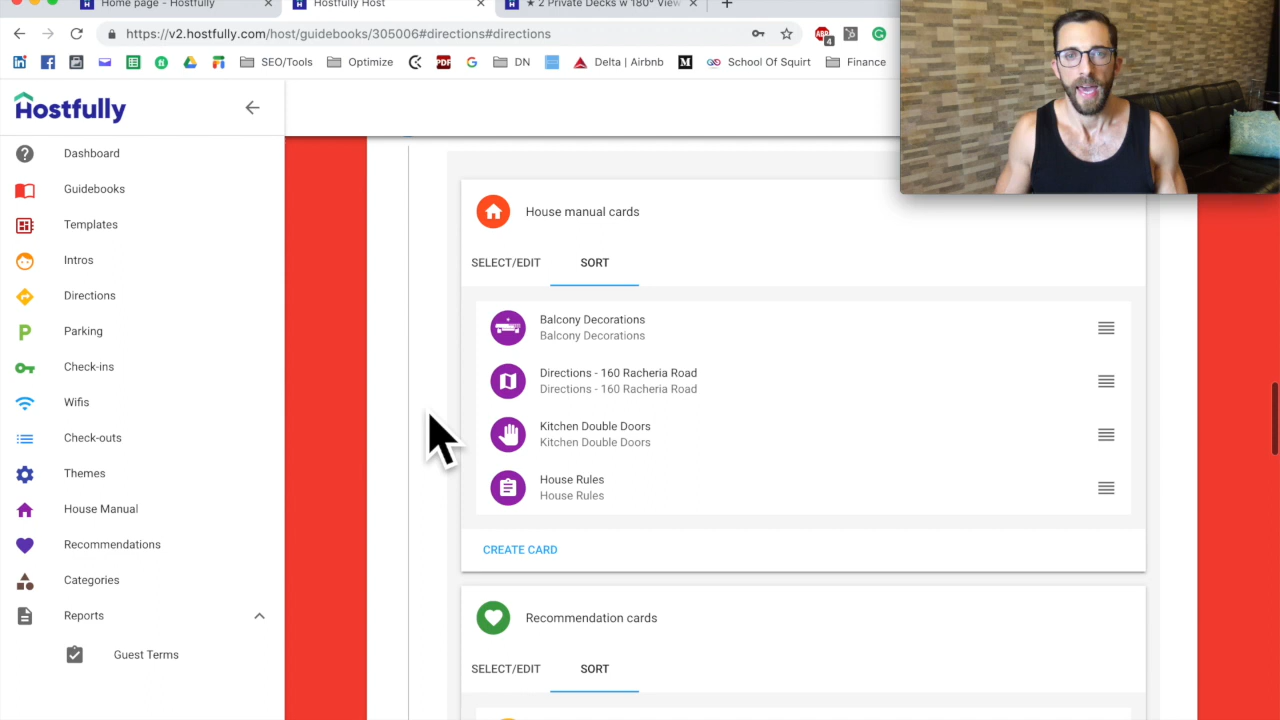 Home page - Hostfully
Hostfully Host
★ 2 Private Decks w 180° View
https://v2.hostfully.com/host/guidebooks/305006#directions#directions
ABP
4
SEO/Tools
Optimize
PDF
DN
Delta | Airbnb
School Of Squirt
Finance
Hostfully
Dashboard
Guidebooks
Templates
Intros
Directions
Parking
Check-ins
Wifis
Check-outs
Themes
House Manual
Recommendations
Categories
Reports
Guest Terms
House manual cards
SELECT/EDIT SORT
Balcony Decorations
Balcony Decorations
Directions - 160 Racheria Road
Directions - 160 Racheria Road
Kitchen Double Doors
Kitchen Double Doors
House Rules
House Rules
CREATE CARD
Recommendation cards
SELECT/EDIT SORT